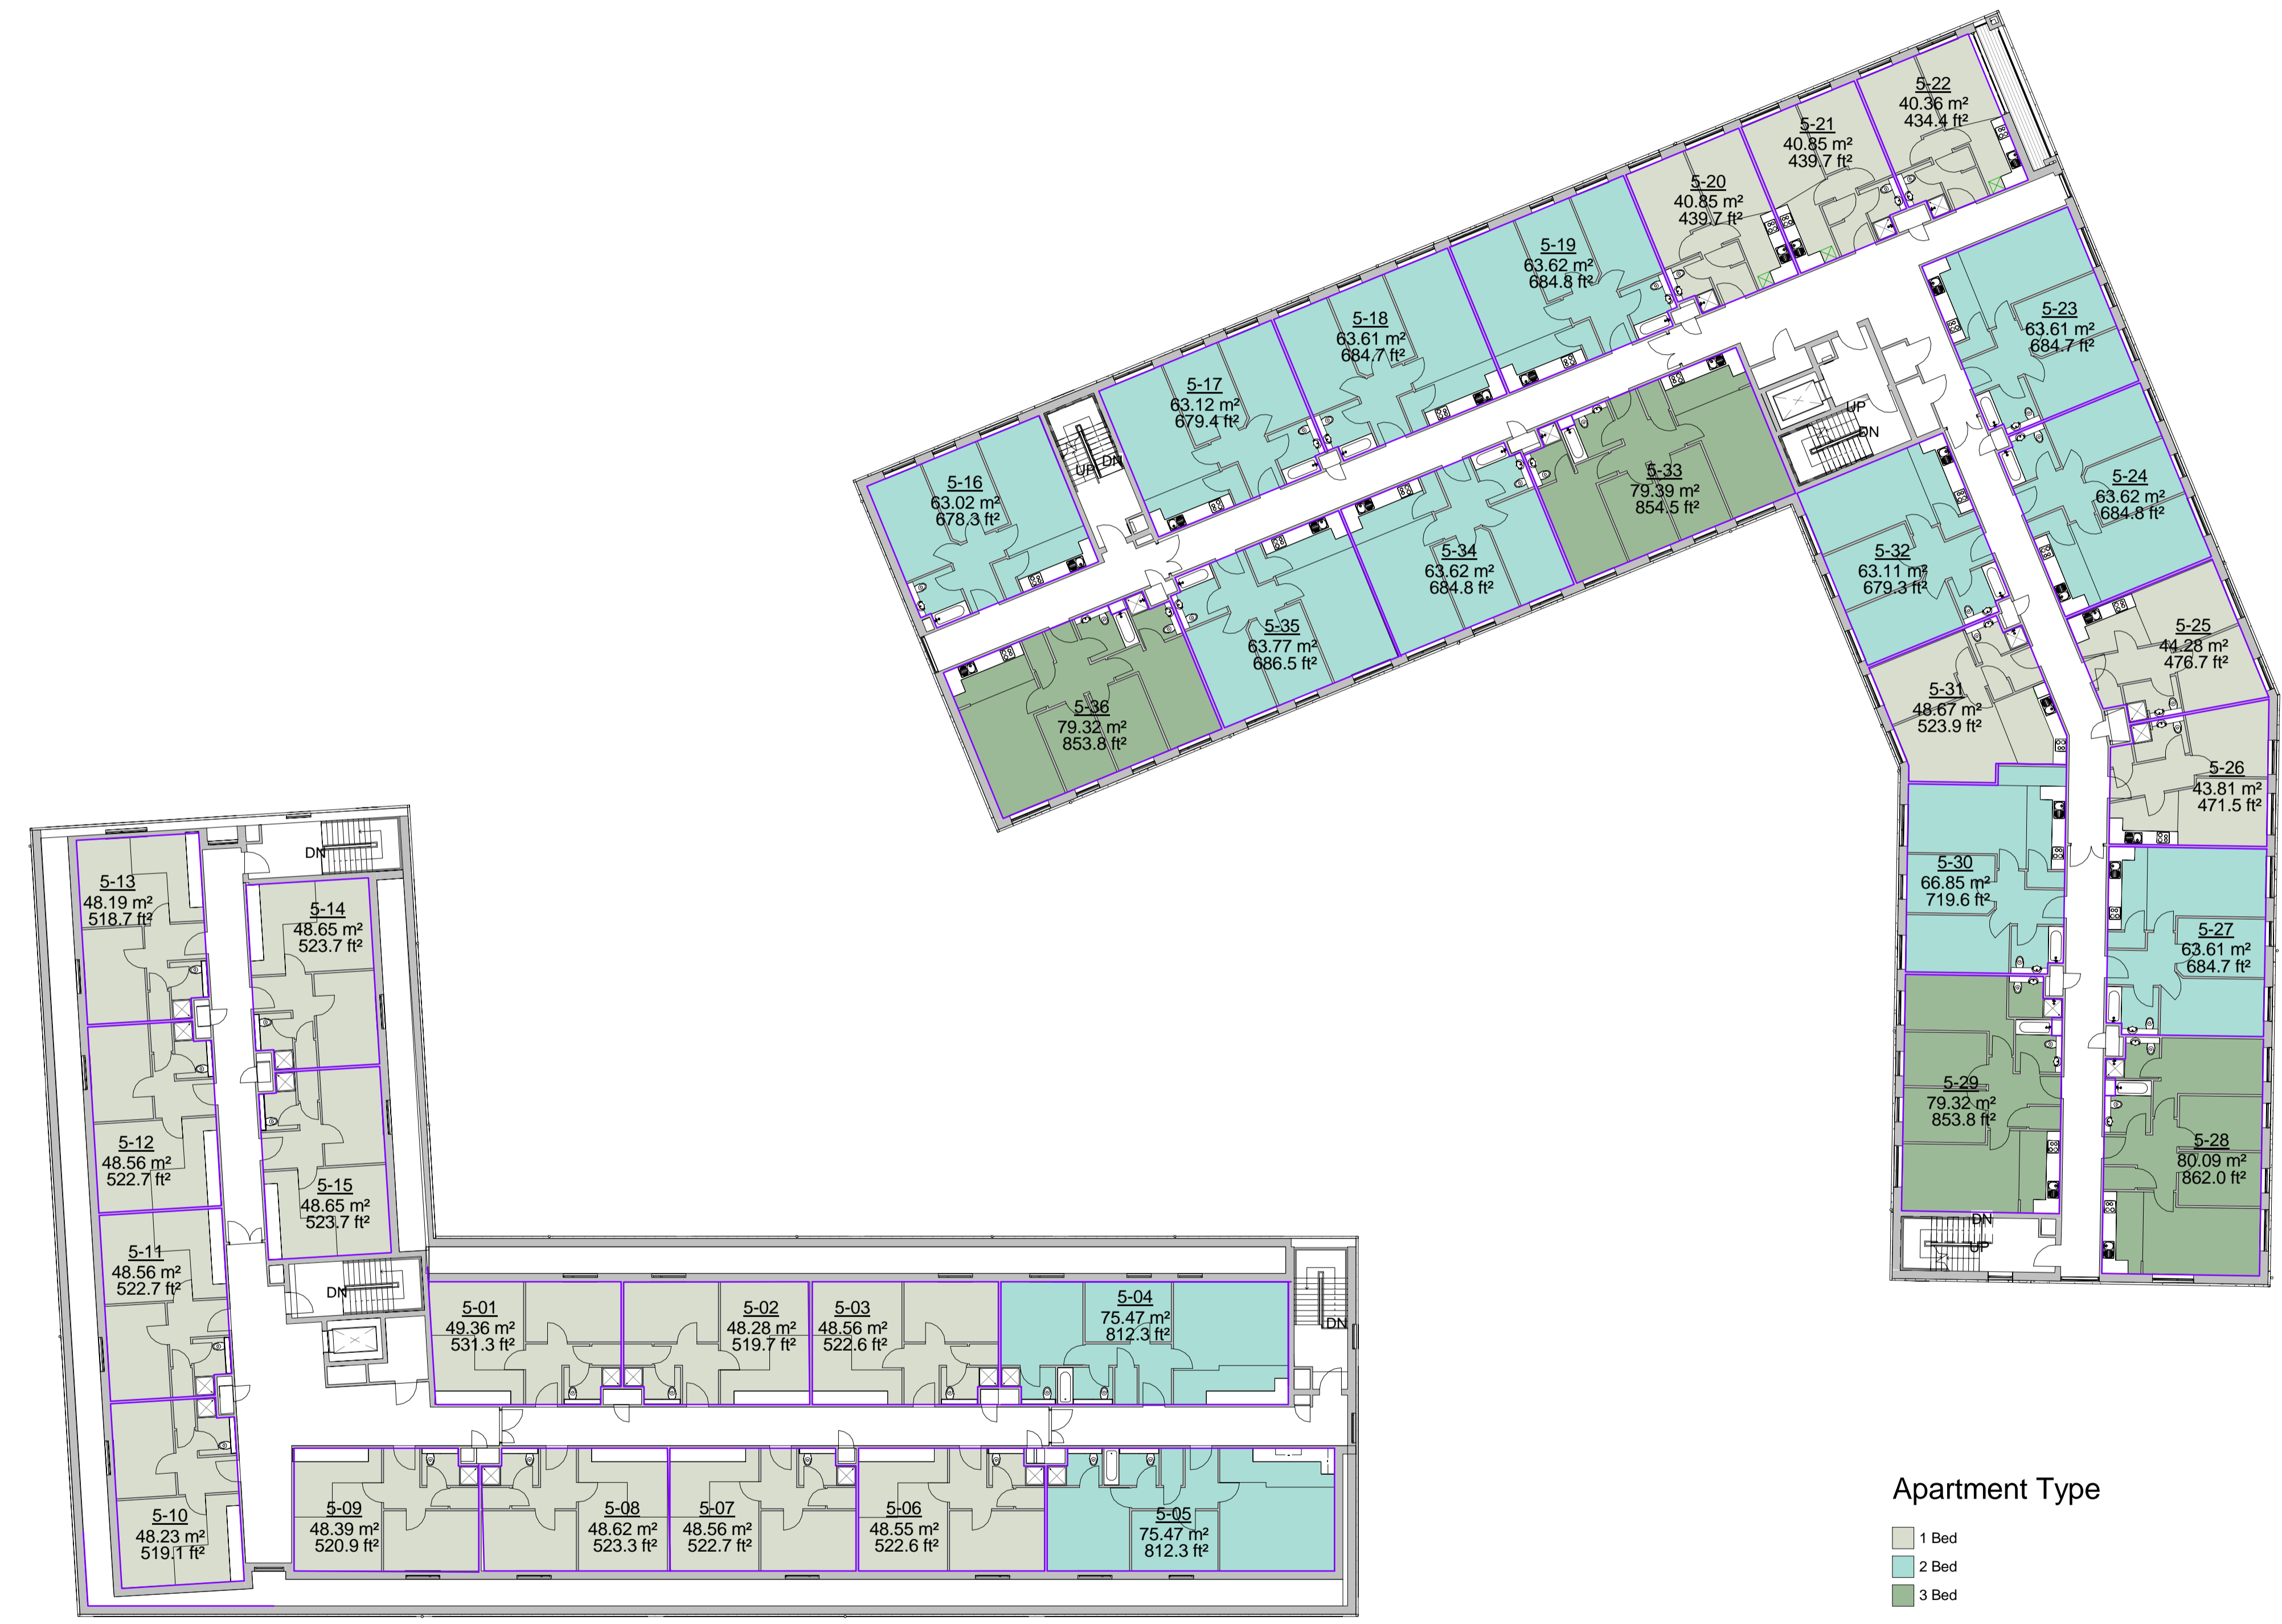 5-22
40.36 m²
434.4 ft²
5-21
40.85 m²
439.7 ft²
5-20
40.85 m²
439.7 ft²
5-19
63.62 m²
684.8 ft²
5-18
63.61 m²
684.7 ft²
5-17
63.12 m²
679.4 ft²
5-16
63.02 m²
678.3 ft²
UP
DN
5-23
63.61 m²
684.7 ft²
UP
DN
5-24
63.62 m²
684.8 ft²
5-33
79.39 m²
854.5 ft²
5-34
63.62 m²
684.8 ft²
5-32
63.11 m²
679.3 ft²
5-35
63.77 m²
686.5 ft²
5-36
79.32 m²
853.8 ft²
5-25
44.28 m²
476.7 ft²
5-31
48.67 m²
523.9 ft²
5-26
43.81 m²
471.5 ft²
5-30
66.85 m²
719.6 ft²
5-27
63.61 m²
684.7 ft²
5-29
79.32 m²
853.8 ft²
5-28
80.09 m²
862.0 ft²
DN
UP
DN
5-13
48.19 m²
518.7 ft²
5-14
48.65 m²
523.7 ft²
5-12
48.56 m²
522.7 ft²
5-15
48.65 m²
523.7 ft²
5-11
48.56 m²
522.7 ft²
DN
5-10
48.23 m²
519.1 ft²
5-01
49.36 m²
531.3 ft²
5-02
48.28 m²
519.7 ft²
5-03
48.56 m²
522.6 ft²
5-04
75.47 m²
812.3 ft²
DN
5-09
48.39 m²
520.9 ft²
5-08
48.62 m²
523.3 ft²
5-07
48.56 m²
522.7 ft²
5-06
48.55 m²
522.6 ft²
5-05
75.47 m²
812.3 ft²
Apartment Type
1 Bed
2 Bed
3 Bed